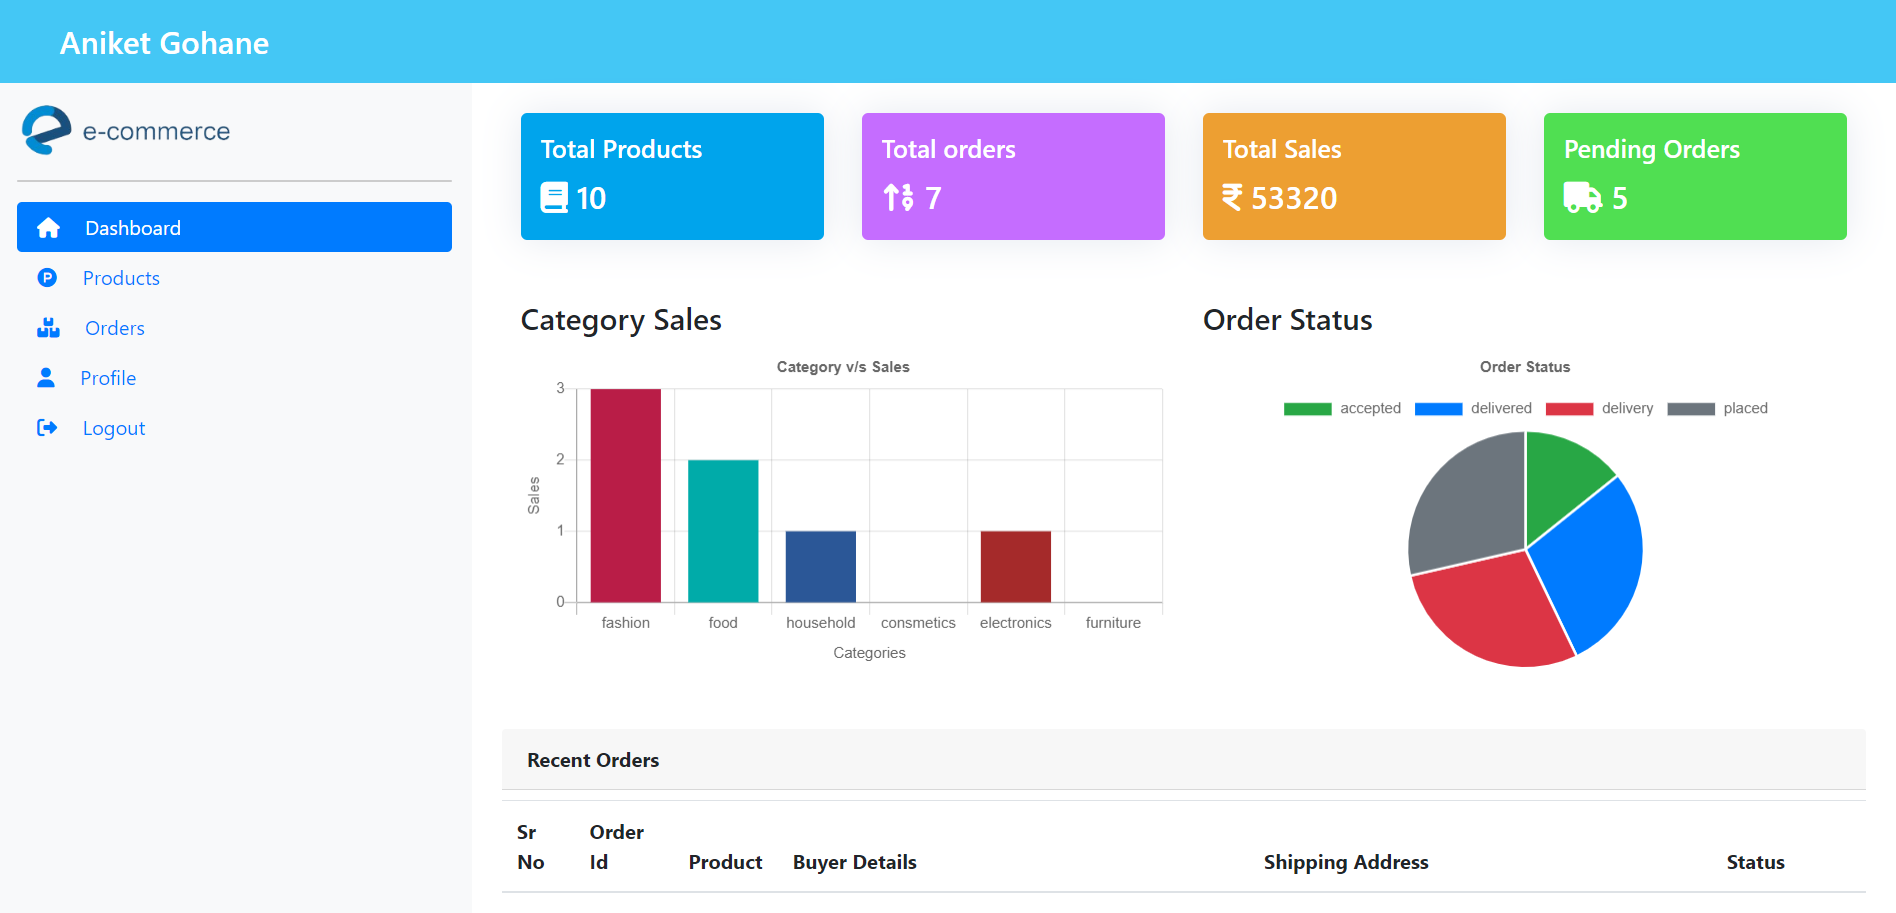 Aniket Gohane
e-commerce
Dashboard
Products
Orders
Profile
Logout
Total Products
10
Total orders
7
Total Sales
₹ 53320
Pending Orders
5
Category Sales
Category v/s Sales
3
2
1
0
Sales
fashion food household consmetics electronics furniture
Categories
Order Status
Order Status
accepted delivered delivery placed
Recent Orders
Sr No Order Id Product Buyer Details Shipping Address Status